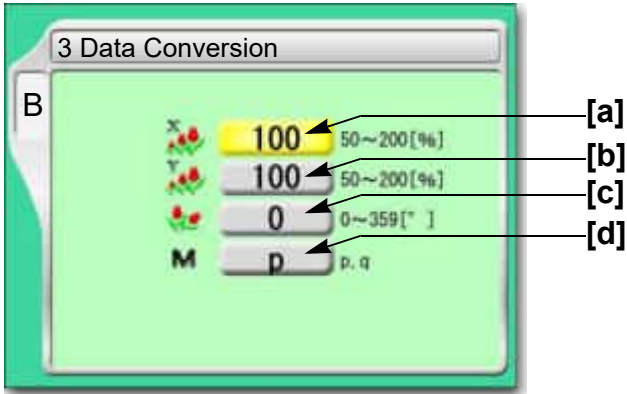 3 Data Conversion
B
X 100 50~200[%] [a]
Y 100 50~200[%] [b]
0 0~359[° ] [c]
M p p, q [d]